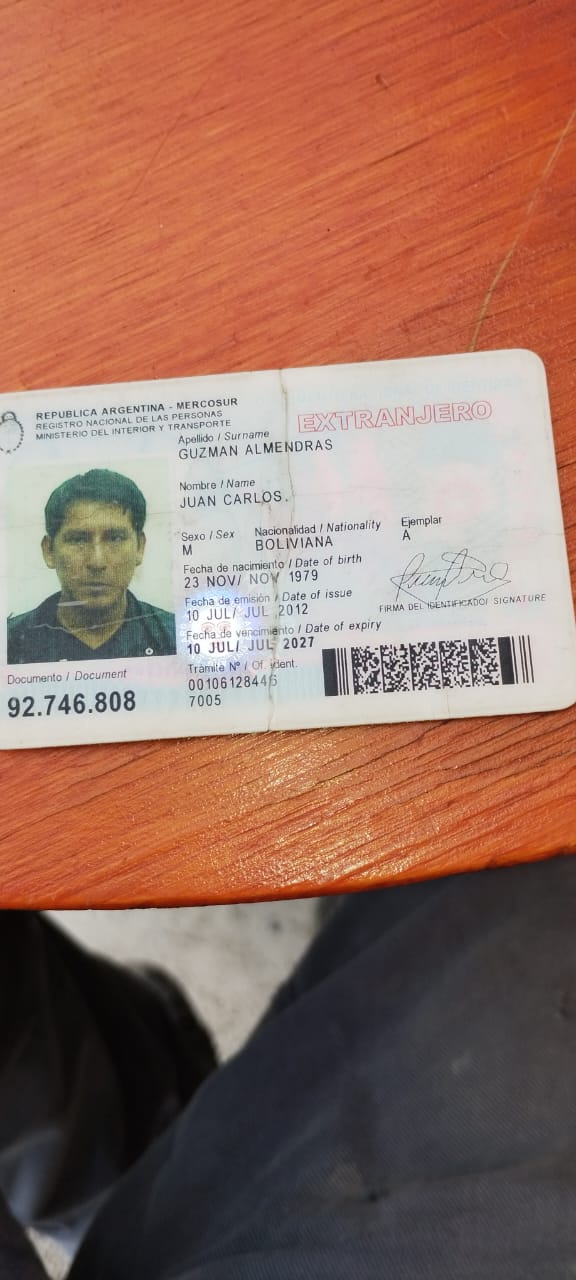 REPUBLICA ARGENTINA - MERCOSUR
REGISTRO NACIONAL DE LAS PERSONAS
MINISTERIO DEL INTERIOR Y TRANSPORTE
EXTRANJERO
Apellido / Surname
GUZMAN ALMENDRAS
Nombre / Name
JUAN CARLOS.
Sexo / Sex Nacionalidad / Nationality Ejemplar
M BOLIVIANA A
Fecha de nacimiento / Date of birth
23 NOV/ NOV 1979
Fecha de emisión / Date of issue
10 JUL/ JUL 2012
FIRMA DEL IDENTIFICADO/ SIGNATURE
Fecha de vencimiento / Date of expiry
10 JUL/ JUL 2027
Trámite Nº / Of. ident.
00106128446
7005
Documento / Document
92.746.808